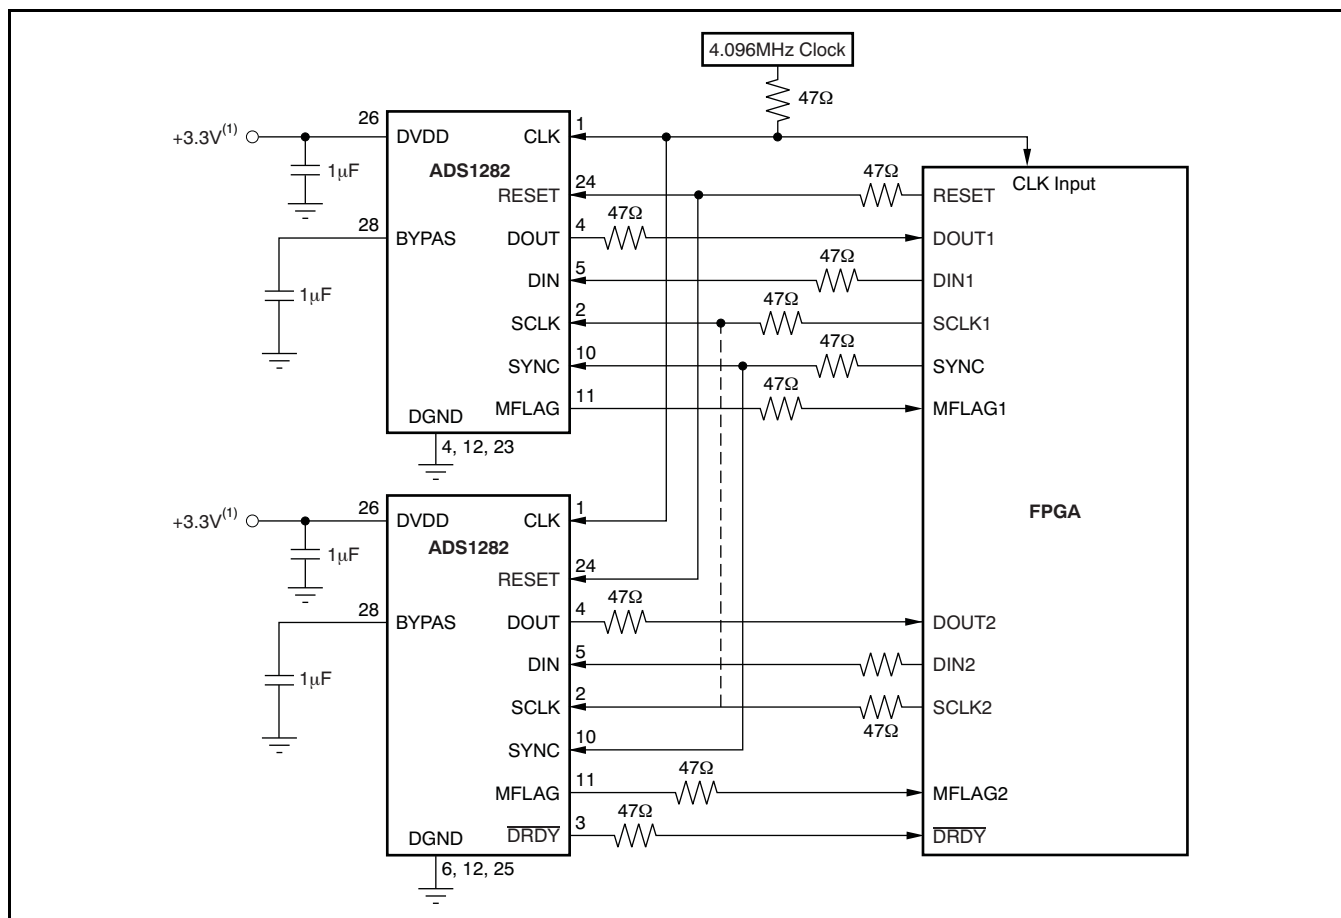 4.096MHz Clock
47Ω
+3.3V(1)
26
DVDD
CLK
1
1μF
ADS1282
CLK Input
RESET
24
47Ω
RESET
28
BYPAS
DOUT
4
47Ω
DOUT1
1μF
DIN
5
47Ω
DIN1
SCLK
2
47Ω
SCLK1
SYNC
10
47Ω
SYNC
MFLAG
11
47Ω
MFLAG1
DGND
4, 12, 23
FPGA
+3.3V(1)
26
DVDD
CLK
1
1μF
ADS1282
RESET
24
28
BYPAS
DOUT
4
47Ω
DOUT2
1μF
DIN
5
DIN2
SCLK
2
47Ω
SCLK2
SYNC
10
MFLAG
11
47Ω
MFLAG2
DRDY
3
47Ω
DRDY
DGND
6, 12, 25